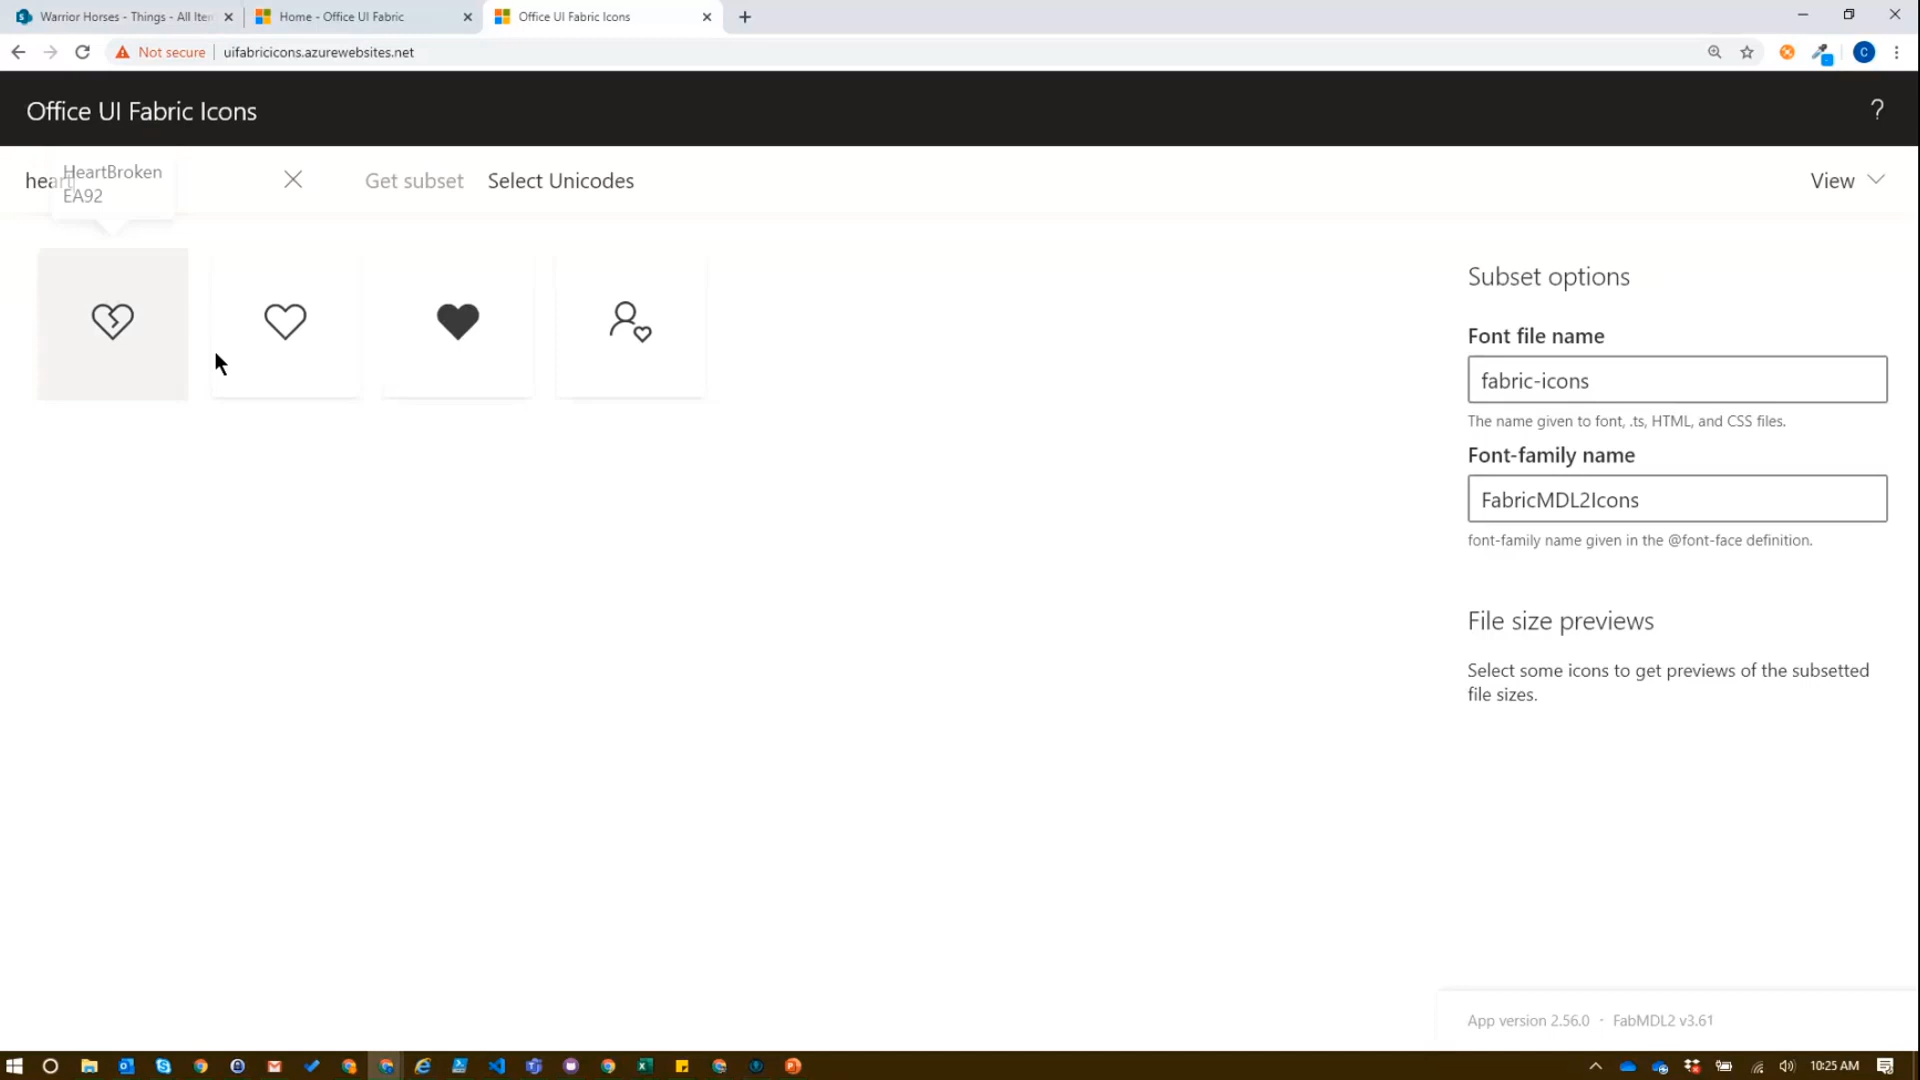 Warrior Horses - Things - All Iter
Home - Office UI Fabric
Office UI Fabric Icons
Not secure
uifabricicons.azurewebsites.net
C
Office UI Fabric Icons
?
heart
HeartBroken
EA92
Get subset
Select Unicodes
View
Subset options
Font file name
fabric-icons
The name given to font, .ts, HTML, and CSS files.
Font-family name
FabricMDL2Icons
font-family name given in the @font-face definition.
File size previews
Select some icons to get previews of the subsetted
file sizes.
App version 2.56.0 · FabMDL2 v3.61
10:25 AM